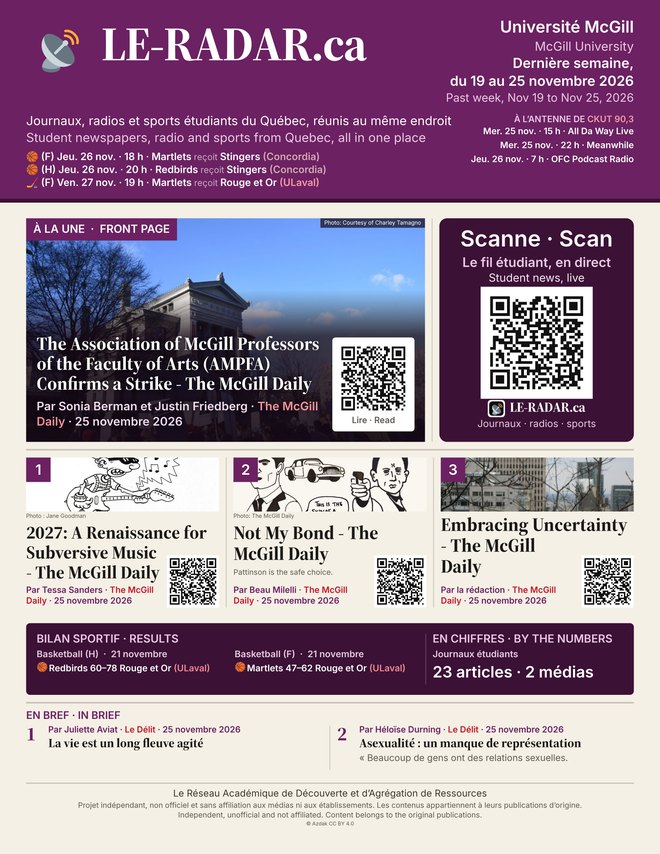 LE-RADAR.ca
Université McGill
McGill University
Dernière semaine,
du 19 au 25 novembre 2026
Past week, Nov 19 to Nov 25, 2026
Journaux, radios et sports étudiants du Québec, réunis au même endroit
Student newspapers, radio and sports from Quebec, all in one place
(F) Jeu. 26 nov. · 18 h · Martlets reçoit Stingers (Concordia)
(H) Jeu. 26 nov. · 20 h · Redbirds reçoit Stingers (Concordia)
(F) Ven. 27 nov. · 19 h · Martlets reçoit Rouge et Or (ULaval)
À L'ANTENNE DE CKUT 90,3
Mer. 25 nov. · 15 h · All Da Way Live
Mer. 25 nov. · 22 h · Meanwhile
Jeu. 26 nov. · 7 h · OFC Podcast Radio
À LA UNE · FRONT PAGE
Photo: Courtesy of Charley Tamagno
The Association of McGill Professors
of the Faculty of Arts (AMPFA)
Confirms a Strike - The McGill Daily
Par Sonia Berman et Justin Friedberg · The McGill
Daily · 25 novembre 2026
Lire · Read
Scanne · Scan
Le fil étudiant, en direct
Student news, live
LE-RADAR.ca
Journaux · radios · sports
1
Photo : Jane Goodman
2027: A Renaissance for
Subversive Music
- The McGill Daily
Par Tessa Sanders · The McGill
Daily · 25 novembre 2026
2
THIS IS THE
Photo: The McGill Daily
Not My Bond - The
McGill Daily
Pattinson is the safe choice.
Par Beau Milelli · The McGill
Daily · 25 novembre 2026
3
Embracing Uncertainty
- The McGill
Daily
Par la rédaction · The McGill
Daily · 25 novembre 2026
BILAN SPORTIF · RESULTS
Basketball (H) · 21 novembre
Redbirds 60–78 Rouge et Or (ULaval)
Basketball (F) · 21 novembre
Martlets 47–62 Rouge et Or (ULaval)
EN CHIFFRES · BY THE NUMBERS
Journaux étudiants
23 articles · 2 médias
EN BREF · IN BRIEF
1
Par Juliette Aviat · Le Délit · 25 novembre 2026
La vie est un long fleuve agité
2
Par Héloïse Durning · Le Délit · 25 novembre 2026
Asexualité : un manque de représentation
« Beaucoup de gens ont des relations sexuelles.
Le Réseau Académique de Découverte et d'Agrégation de Ressources
Projet indépendant, non officiel et sans affiliation aux médias ni aux établissements. Les contenus appartiennent à leurs publications d'origine.
Independent, unofficial and not affiliated. Content belongs to the original publications.
© Azdak CC BY 4.0